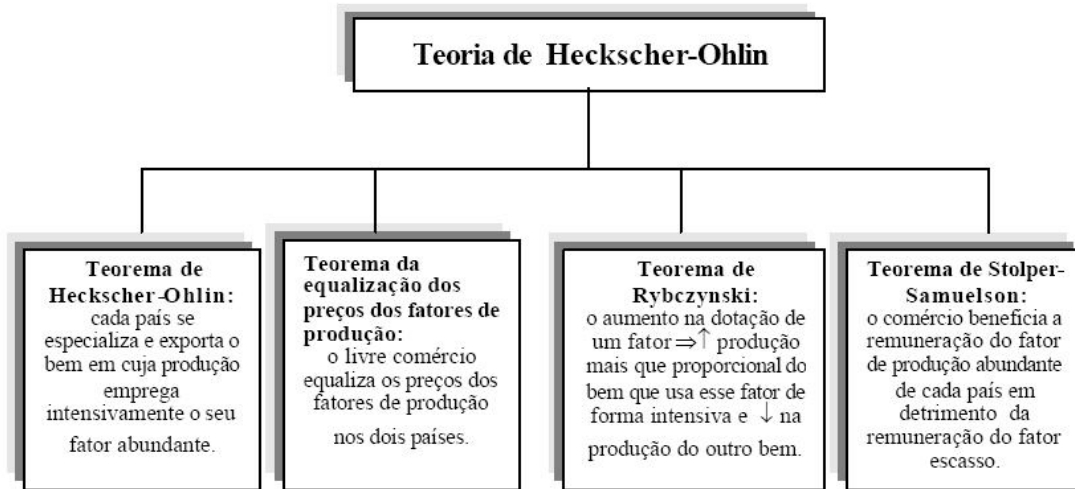 Teoria de Heckscher-Ohlin
Teorema de
Heckscher-Ohlin:
cada país se
especializa e exporta o
bem em cuja produção
emprega
intensivamente o seu
fator abundante.
Teorema da
equalização dos
preços dos fatores de
produção:
o livre comércio
equaliza os preços dos
fatores de produção
nos dois países.
Teorema de
Rybczynski:
o aumento na dotação de
um fator ⇒↑ produção
mais que proporcional do
bem que usa esse fator de
forma intensiva e ↓ na
produção do outro bem.
Teorema de Stolper-
Samuelson:
o comércio beneficia a
remuneração do fator
de produção abundante
de cada país em
detrimento da
remuneração do fator
escasso.